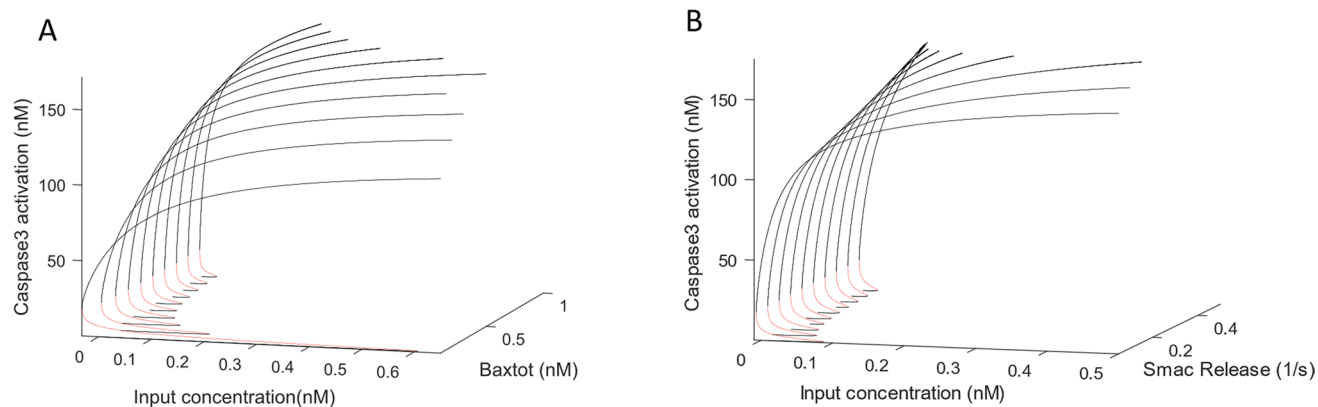 A
Caspase3 activation (nM)
150
100
50
0
0.1
0.2
0.3
0.4
0.5
0.6
Input concentration(nM)
0.5
1
Baxtot (nM)
B
Caspase3 activation (nM)
150
100
50
0
0.1
0.2
0.3
0.4
0.5
Input concentration (nM)
0.2
0.4
Smac Release (1/s)